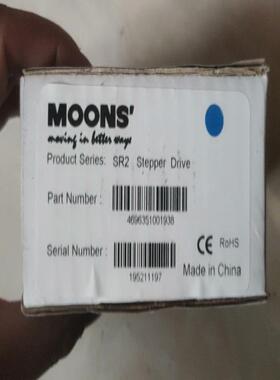 MOONS'
moving in better ways
Product Series: SR2 Stepper Drive
Part Number :
4696351001938
Serial Number :
195211197
CE RoHS
Made in China